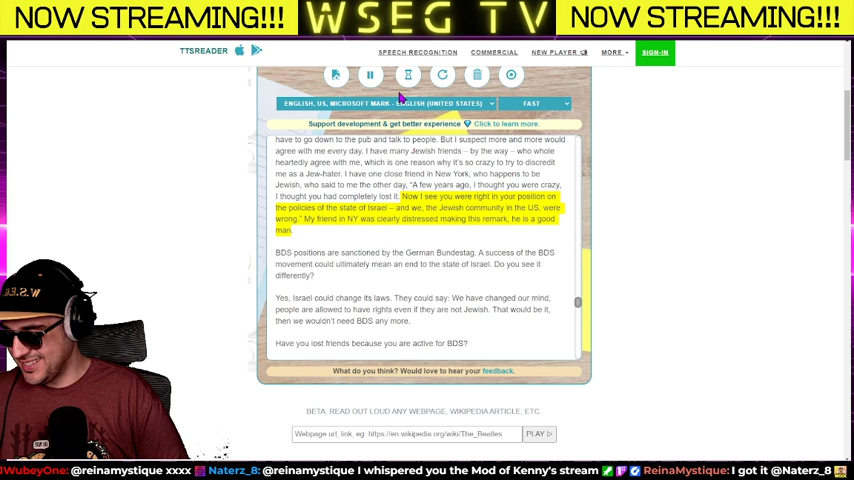 NOW STREAMING!!! WSEG TV NOW STREAMING!!!
TTSREADER SPEECH RECOGNITION COMMERCIAL NEW PLAYER MORE SIGN-IN
ENGLISH, US, MICROSOFT MARK - ENGLISH (UNITED STATES) FAST
Support development & get better experience 💎 Click to learn more.
have to go down to the pub and talk to people. But I suspect more and more would
agree with me every day. I have many Jewish friends – by the way – who whole
heartedly agree with me, which is one reason why it's so crazy to try to discredit
me as a Jew-hater. I have one close friend in New York, who happens to be
Jewish, who said to me the other day, "A few years ago, I thought you were crazy,
I thought you had completely lost it. Now I see you were right in your position on
the policies of the state of Israel – and we, the Jewish community in the US, were
wrong." My friend in NY was clearly distressed making this remark, he is a good
man.
BDS positions are sanctioned by the German Bundestag. A success of the BDS
movement could ultimately mean an end to the state of Israel. Do you see it
differently?
Yes, Israel could change its laws. They could say: We have changed our mind,
people are allowed to have rights even if they are not Jewish. That would be it,
then we wouldn't need BDS any more.
Have you lost friends because you are active for BDS?
What do you think? Would love to hear your feedback.
BETA. READ OUT LOUD ANY WEBPAGE, WIKIPEDIA ARTICLE, ETC.
Webpage url, link, eg: https://en.wikipedia.org/wiki/The_Beatles PLAY ▷
W.S.E.G
JWubeyOne: @reinamystique xxxx Naterz_8: @reinamystique I whispered you the Mod of Kenny's stream ReinaMystique: I got it @Naterz_8